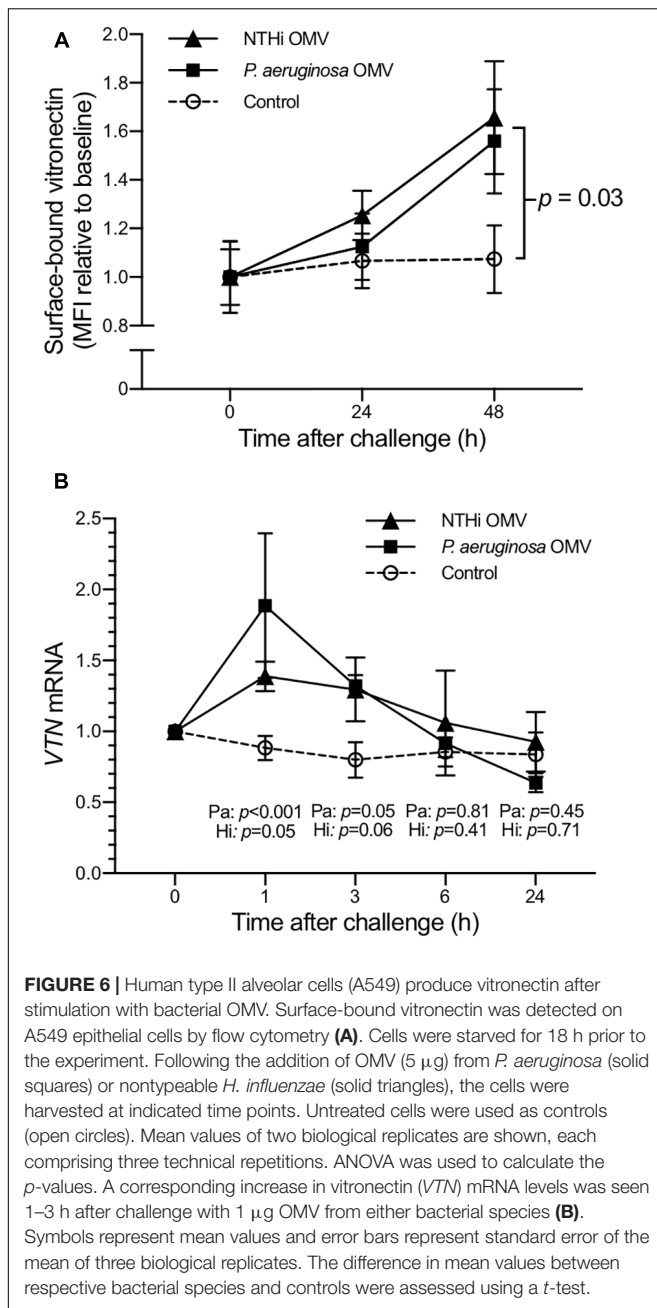 A
2.0
NTHi OMV
P. aeruginosa OMV
Control
1.8
1.6
1.4
1.2
1.0
0.8
0
Surface-bound vitronectin
(MFI relative to baseline)
p = 0.03
0 24 48
Time after challenge (h)
B
2.5
NTHi OMV
P. aeruginosa OMV
Control
2.0
1.5
1.0
0.5
0.0
VTN mRNA
Pa: p<0.001 Pa: p=0.05 Pa: p=0.81 Pa: p=0.45
Hi: p=0.05 Hi: p=0.06 Hi: p=0.41 Hi: p=0.71
0 1 3 6 24
Time after challenge (h)
FIGURE 6 | Human type II alveolar cells (A549) produce vitronectin after
stimulation with bacterial OMV. Surface-bound vitronectin was detected on
A549 epithelial cells by flow cytometry (A). Cells were starved for 18 h prior to
the experiment. Following the addition of OMV (5 μg) from P. aeruginosa (solid
squares) or nontypeable H. influenzae (solid triangles), the cells were
harvested at indicated time points. Untreated cells were used as controls
(open circles). Mean values of two biological replicates are shown, each
comprising three technical repetitions. ANOVA was used to calculate the
p-values. A corresponding increase in vitronectin (VTN) mRNA levels was seen
1–3 h after challenge with 1 μg OMV from either bacterial species (B).
Symbols represent mean values and error bars represent standard error of the
mean of three biological replicates. The difference in mean values between
respective bacterial species and controls were assessed using a t-test.